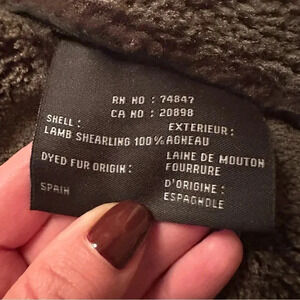 RN NO : 74847
CA NO : 20898
SHELL: EXTERIEUR:
LAMB SHEARLING 100% AGNEAU
DYED FUR ORIGIN: LAINE DE MOUTON
FOURRURE
SPAIN D'ORIGINE:
ESPAGNOLE